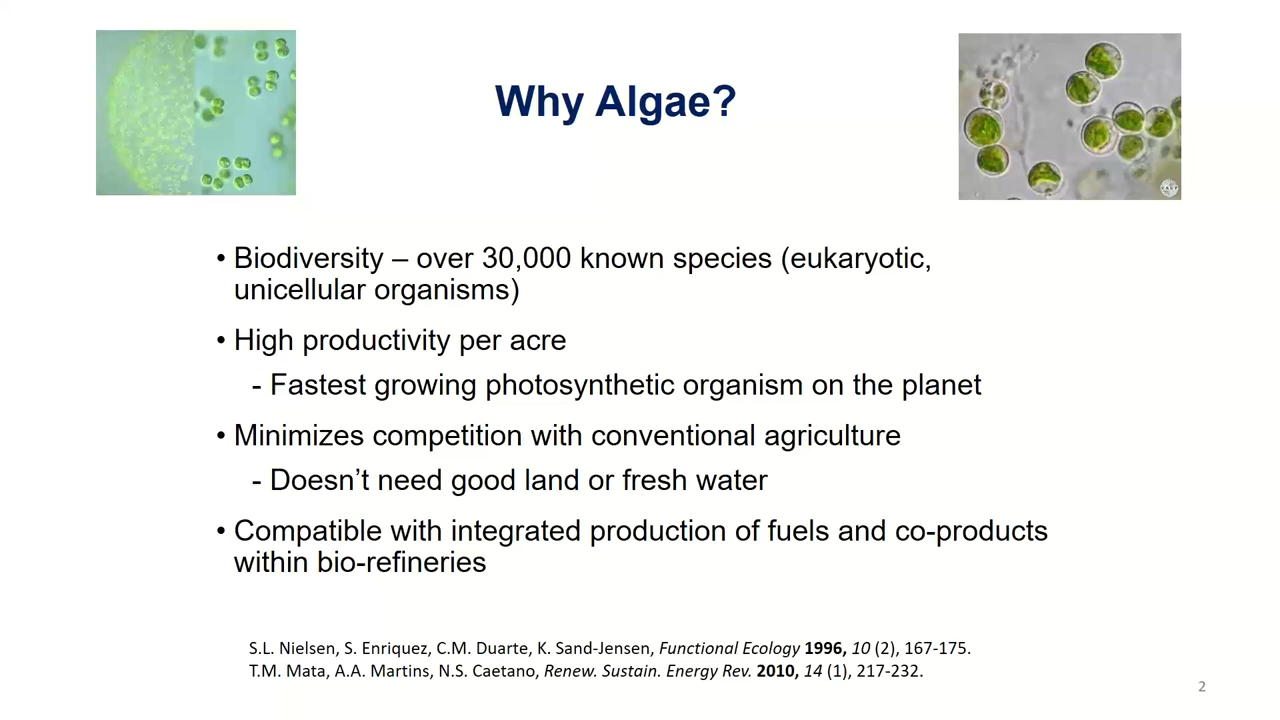 Why Algae?
• Biodiversity – over 30,000 known species (eukaryotic,
unicellular organisms)
• High productivity per acre
- Fastest growing photosynthetic organism on the planet
• Minimizes competition with conventional agriculture
- Doesn’t need good land or fresh water
• Compatible with integrated production of fuels and co-products
within bio-refineries
S.L. Nielsen, S. Enriquez, C.M. Duarte, K. Sand-Jensen, Functional Ecology 1996, 10 (2), 167-175.
T.M. Mata, A.A. Martins, N.S. Caetano, Renew. Sustain. Energy Rev. 2010, 14 (1), 217-232.
2